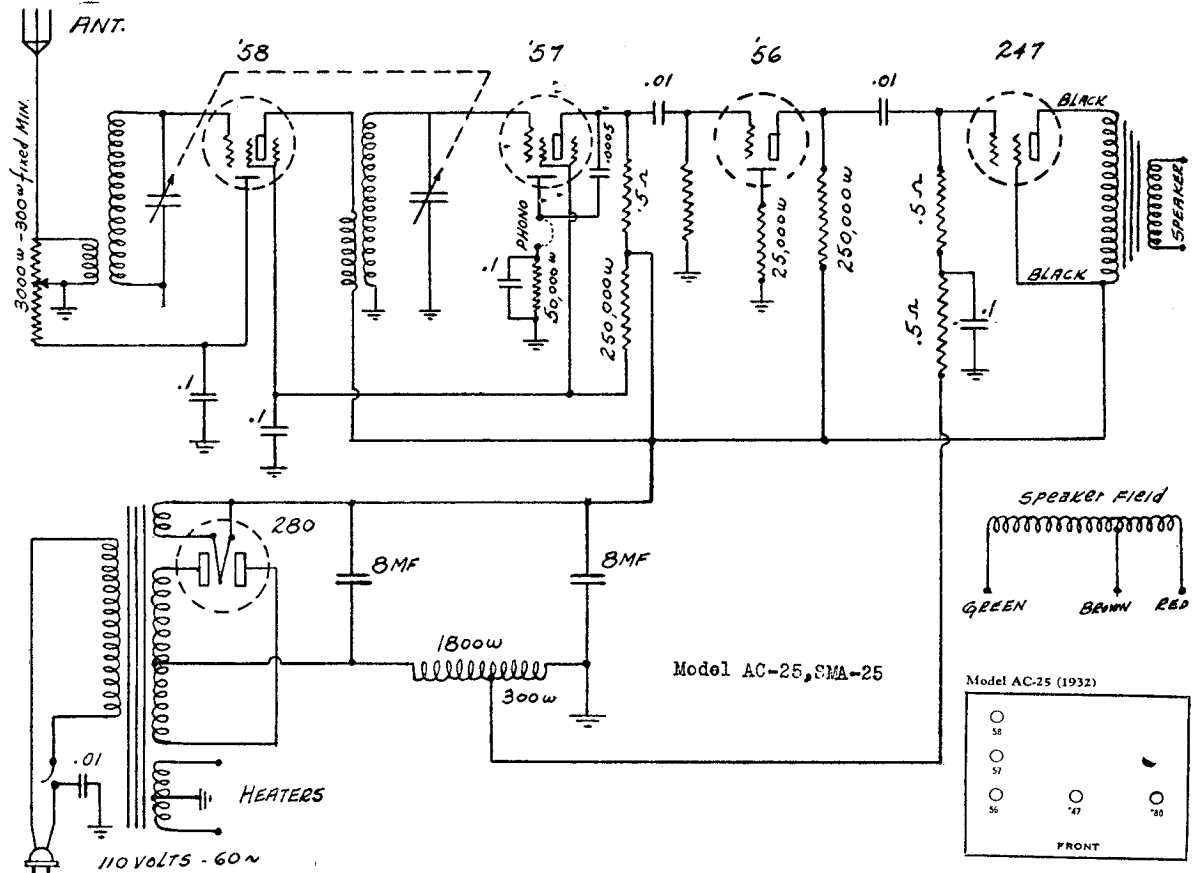 ANT.
'58
'57
'56
247
.01
.01
BLACK
.0005
.5Ω
3000w-300w fixed MIN.
PHONO
.1
50,000w
250,000w
25,000w
250,000w
.5Ω
SPEAKER
BLACK
.5Ω
.1
.1
.1
280
8MF
8MF
1800w
300w
Speaker Field
GREEN
BROWN
RED
Model AC-25,SMA-25
Model AC-25 (1932)
58
57
56
'47
'80
FRONT
.01
HEATERS
110 VOLTS - 60~